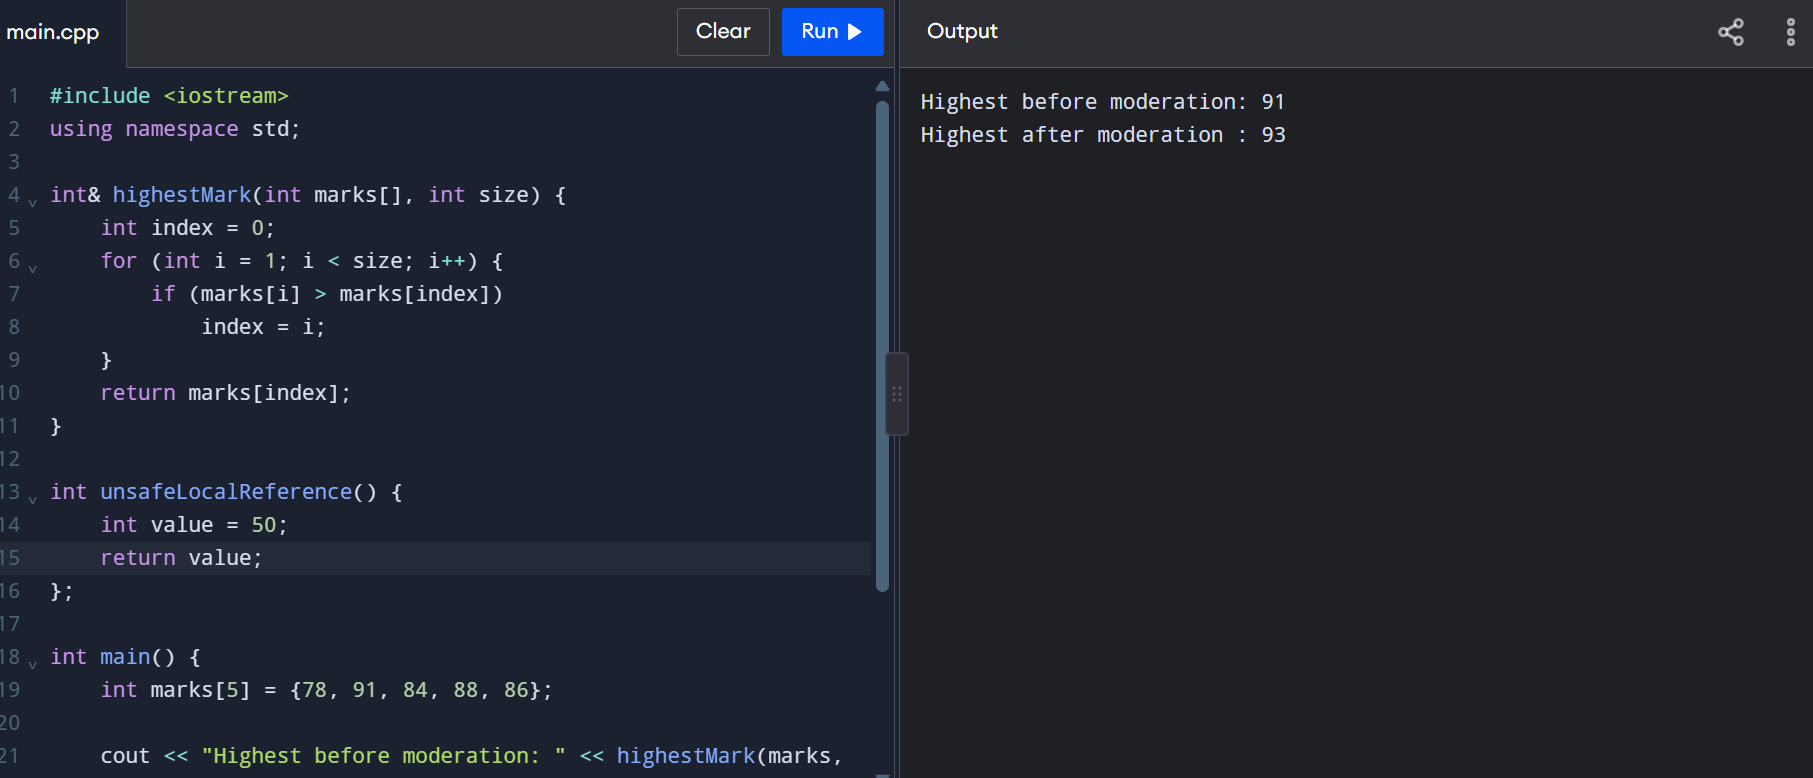 main.cpp
Clear
Run
Output
1 #include <iostream>
2 using namespace std;
3
4 int& highestMark(int marks[], int size) {
5     int index = 0;
6     for (int i = 1; i < size; i++) {
7         if (marks[i] > marks[index])
8             index = i;
9     }
10     return marks[index];
11 }
12
13 int unsafeLocalReference() {
14     int value = 50;
15     return value;
16 };
17
18 int main() {
19     int marks[5] = {78, 91, 84, 88, 86};
20
21     cout << "Highest before moderation: " << highestMark(marks,
Highest before moderation: 91
Highest after moderation : 93